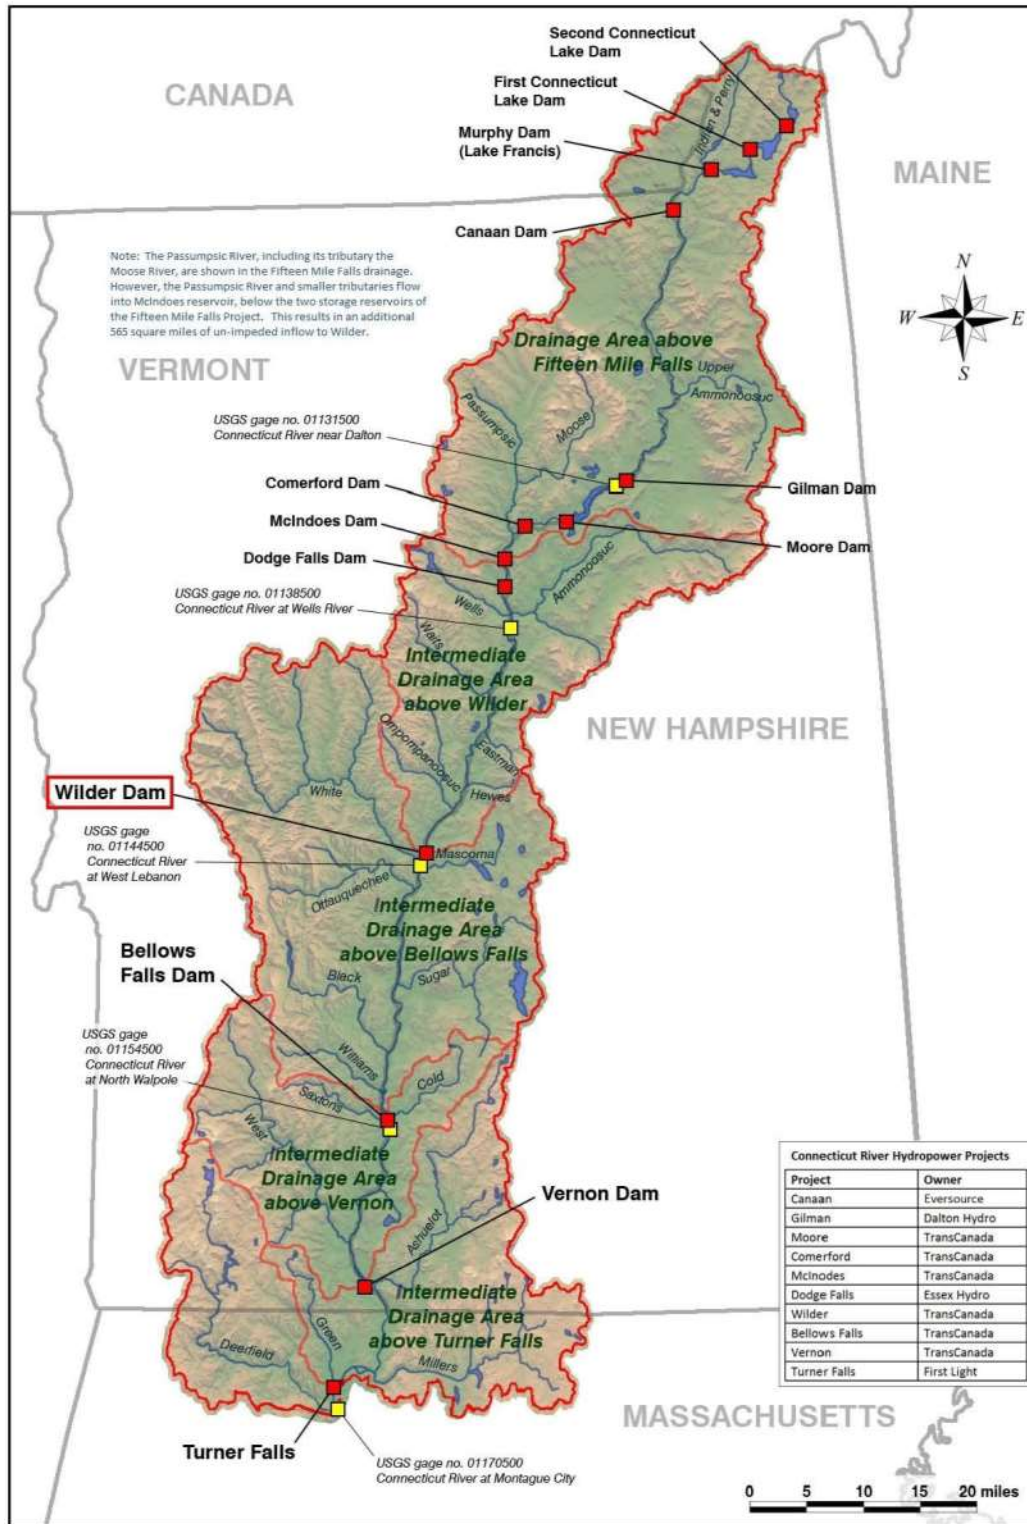 Second Connecticut
Lake Dam
First Connecticut
Lake Dam
CANADA
Indian & Perry
Murphy Dam
(Lake Francis)
MAINE
Canaan Dam
Note: The Passumpsic River, including its tributary the
Moose River, are shown in the Fifteen Mile Falls drainage.
However, the Passumpsic River and smaller tributaries flow
into McIndoes reservoir, below the two storage reservoirs of
the Fifteen Mile Falls Project. This results in an additional
565 square miles of un-impeded inflow to Wilder.
N
W
E
S
VERMONT
Drainage Area above
Fifteen Mile Falls
Upper
Ammonoosuc
Passumpsic
Moose
USGS gage no. 01131500
Connecticut River near Dalton
Comerford Dam
Gilman Dam
McIndoes Dam
Moore Dam
Dodge Falls Dam
Ammonoosuc
USGS gage no. 01138500
Connecticut River at Wells River
Wells
Waits
Intermediate
Drainage Area
above Wilder
NEW HAMPSHIRE
Ompompanoosuc
Eastman
Hewes
White
Wilder Dam
USGS gage
no. 01144500
Connecticut River
at West Lebanon
Mascoma
Ottauquechee
Intermediate
Drainage Area
above Bellows Falls
Bellows
Falls Dam
Black
Sugar
USGS gage
no. 01154500
Connecticut River
at North Walpole
Williams
Cold
Saxtons
West
Intermediate
Drainage Area
above Vernon
Vernon Dam
Ashuelot
Intermediate
Drainage Area
above Turner Falls
Green
Deerfield
Millers
Connecticut River Hydropower Projects
Project Owner
Canaan Eversource
Gilman Dalton Hydro
Moore TransCanada
Comerford TransCanada
McInodes TransCanada
Dodge Falls Essex Hydro
Wilder TransCanada
Bellows Falls TransCanada
Vernon TransCanada
Turner Falls First Light
MASSACHUSETTS
Turner Falls
USGS gage no. 01170500
Connecticut River at Montague City
0 5 10 15 20 miles